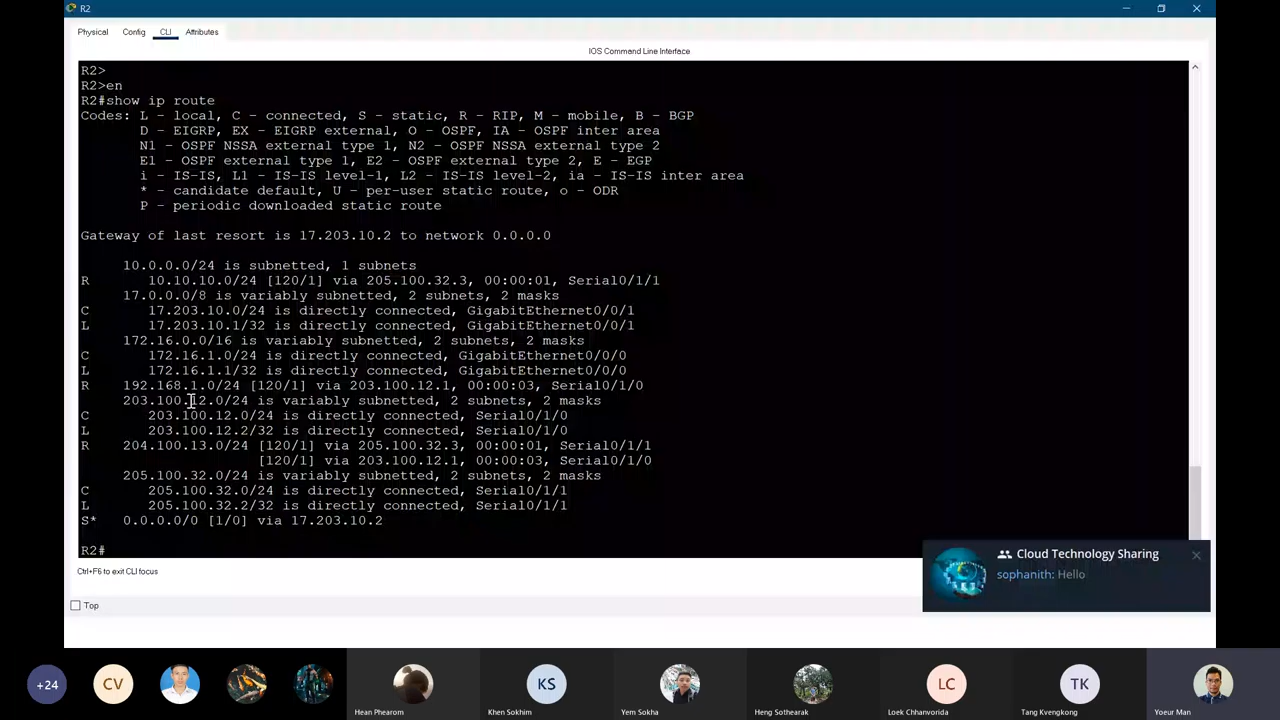 R2
Physical Config CLI Attributes
IOS Command Line Interface
R2>
R2>en
R2#show ip route
Codes: L - local, C - connected, S - static, R - RIP, M - mobile, B - BGP
D - EIGRP, EX - EIGRP external, O - OSPF, IA - OSPF inter area
N1 - OSPF NSSA external type 1, N2 - OSPF NSSA external type 2
E1 - OSPF external type 1, E2 - OSPF external type 2, E - EGP
i - IS-IS, L1 - IS-IS level-1, L2 - IS-IS level-2, ia - IS-IS inter area
* - candidate default, U - per-user static route, o - ODR
P - periodic downloaded static route
Gateway of last resort is 17.203.10.2 to network 0.0.0.0
10.0.0.0/24 is subnetted, 1 subnets
R 10.10.10.0/24 [120/1] via 205.100.32.3, 00:00:01, Serial0/1/1
17.0.0.0/8 is variably subnetted, 2 subnets, 2 masks
C 17.203.10.0/24 is directly connected, GigabitEthernet0/0/1
L 17.203.10.1/32 is directly connected, GigabitEthernet0/0/1
172.16.0.0/16 is variably subnetted, 2 subnets, 2 masks
C 172.16.1.0/24 is directly connected, GigabitEthernet0/0/0
L 172.16.1.1/32 is directly connected, GigabitEthernet0/0/0
R 192.168.1.0/24 [120/1] via 203.100.12.1, 00:00:03, Serial0/1/0
203.100.12.0/24 is variably subnetted, 2 subnets, 2 masks
C 203.100.12.0/24 is directly connected, Serial0/1/0
L 203.100.12.2/32 is directly connected, Serial0/1/0
R 204.100.13.0/24 [120/1] via 205.100.32.3, 00:00:01, Serial0/1/1
[120/1] via 203.100.12.1, 00:00:03, Serial0/1/0
205.100.32.0/24 is variably subnetted, 2 subnets, 2 masks
C 205.100.32.0/24 is directly connected, Serial0/1/1
L 205.100.32.2/32 is directly connected, Serial0/1/1
S* 0.0.0.0/0 [1/0] via 17.203.10.2
R2#
Ctrl+F6 to exit CLI focus
Top
Cloud Technology Sharing
sophanith: Hello
+24 CV KS LC TK
Hean Phearom Khen Sokhim Yem Sokha Heng Sothearak Loek Chhanvorida Tang Kvengkong Yoeur Man